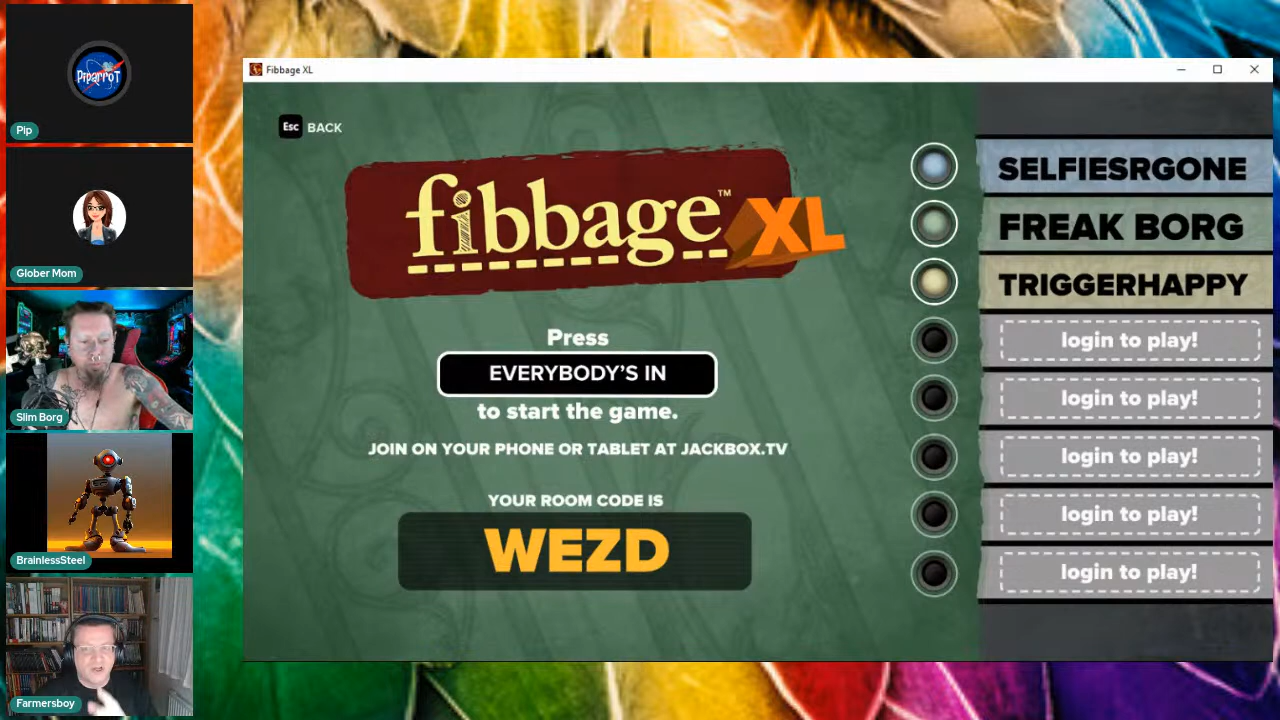 PiparroT
Pip
Glober Mom
Slim Borg
BrainlessSteel
Farmersboy
Fibbage XL
Esc BACK
fibbage™ XL
Press
EVERYBODY'S IN
to start the game.
JOIN ON YOUR PHONE OR TABLET AT JACKBOX.TV
YOUR ROOM CODE IS
WEZD
SELFIESRGONE
FREAK BORG
TRIGGERHAPPY
login to play!
login to play!
login to play!
login to play!
login to play!